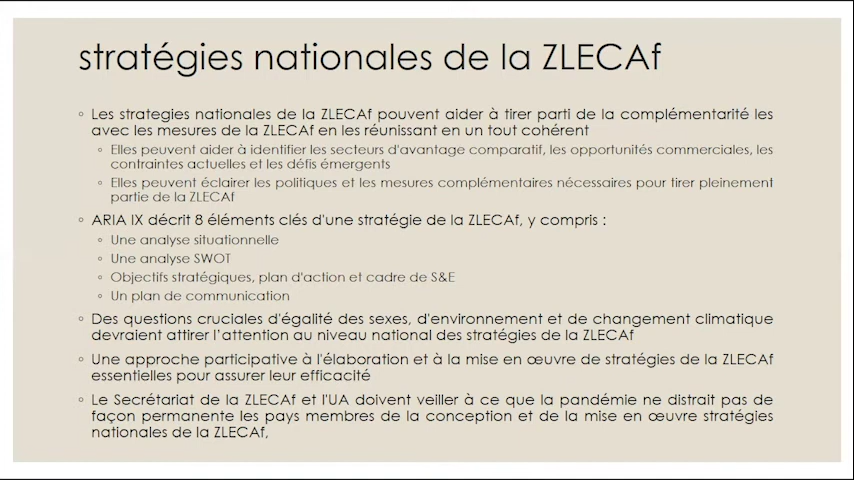 stratégies nationales de la ZLECAf
Les strategies nationales de la ZLECAf pouvent aider à tirer parti de la complémentarité les
avec les mesures de la ZLECAf en les réunissant en un tout cohérent
Elles peuvent aider à identifier les secteurs d'avantage comparatif, les opportunités commerciales, les
contraintes actuelles et les défis émergents
Elles peuvent éclairer les politiques et les mesures complémentaires nécessaires pour tirer pleinement
partie de la ZLECAf
ARIA IX décrit 8 éléments clés d'une stratégie de la ZLECAf, y compris :
Une analyse situationnelle
Une analyse SWOT
Objectifs stratégiques, plan d'action et cadre de S&E
Un plan de communication
Des questions cruciales d'égalité des sexes, d'environnement et de changement climatique
devraient attirer l'attention au niveau national des stratégies de la ZLECAf
Une approche participative à l'élaboration et à la mise en œuvre de stratégies de la ZLECAf
essentielles pour assurer leur efficacité
Le Secrétariat de la ZLECAf et l'UA doivent veiller à ce que la pandémie ne distrait pas de
façon permanente les pays membres de la conception et de la mise en œuvre stratégies
nationales de la ZLECAf,